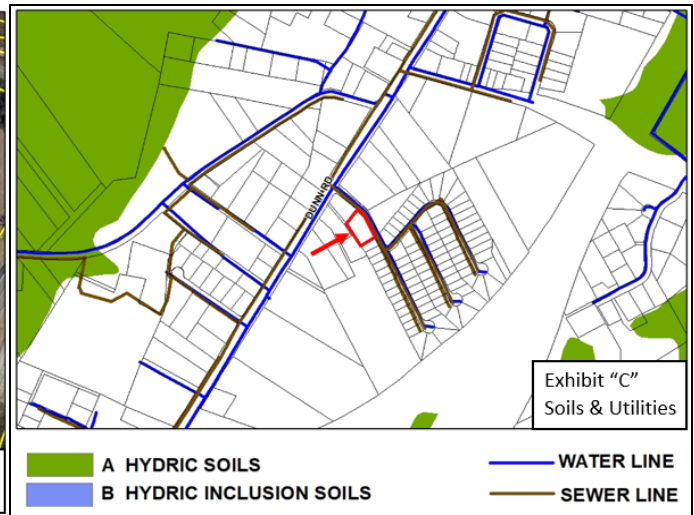 DUNN RD
Exhibit “C”
Soils & Utilities
A HYDRIC SOILS
B HYDRIC INCLUSION SOILS
WATER LINE
SEWER LINE